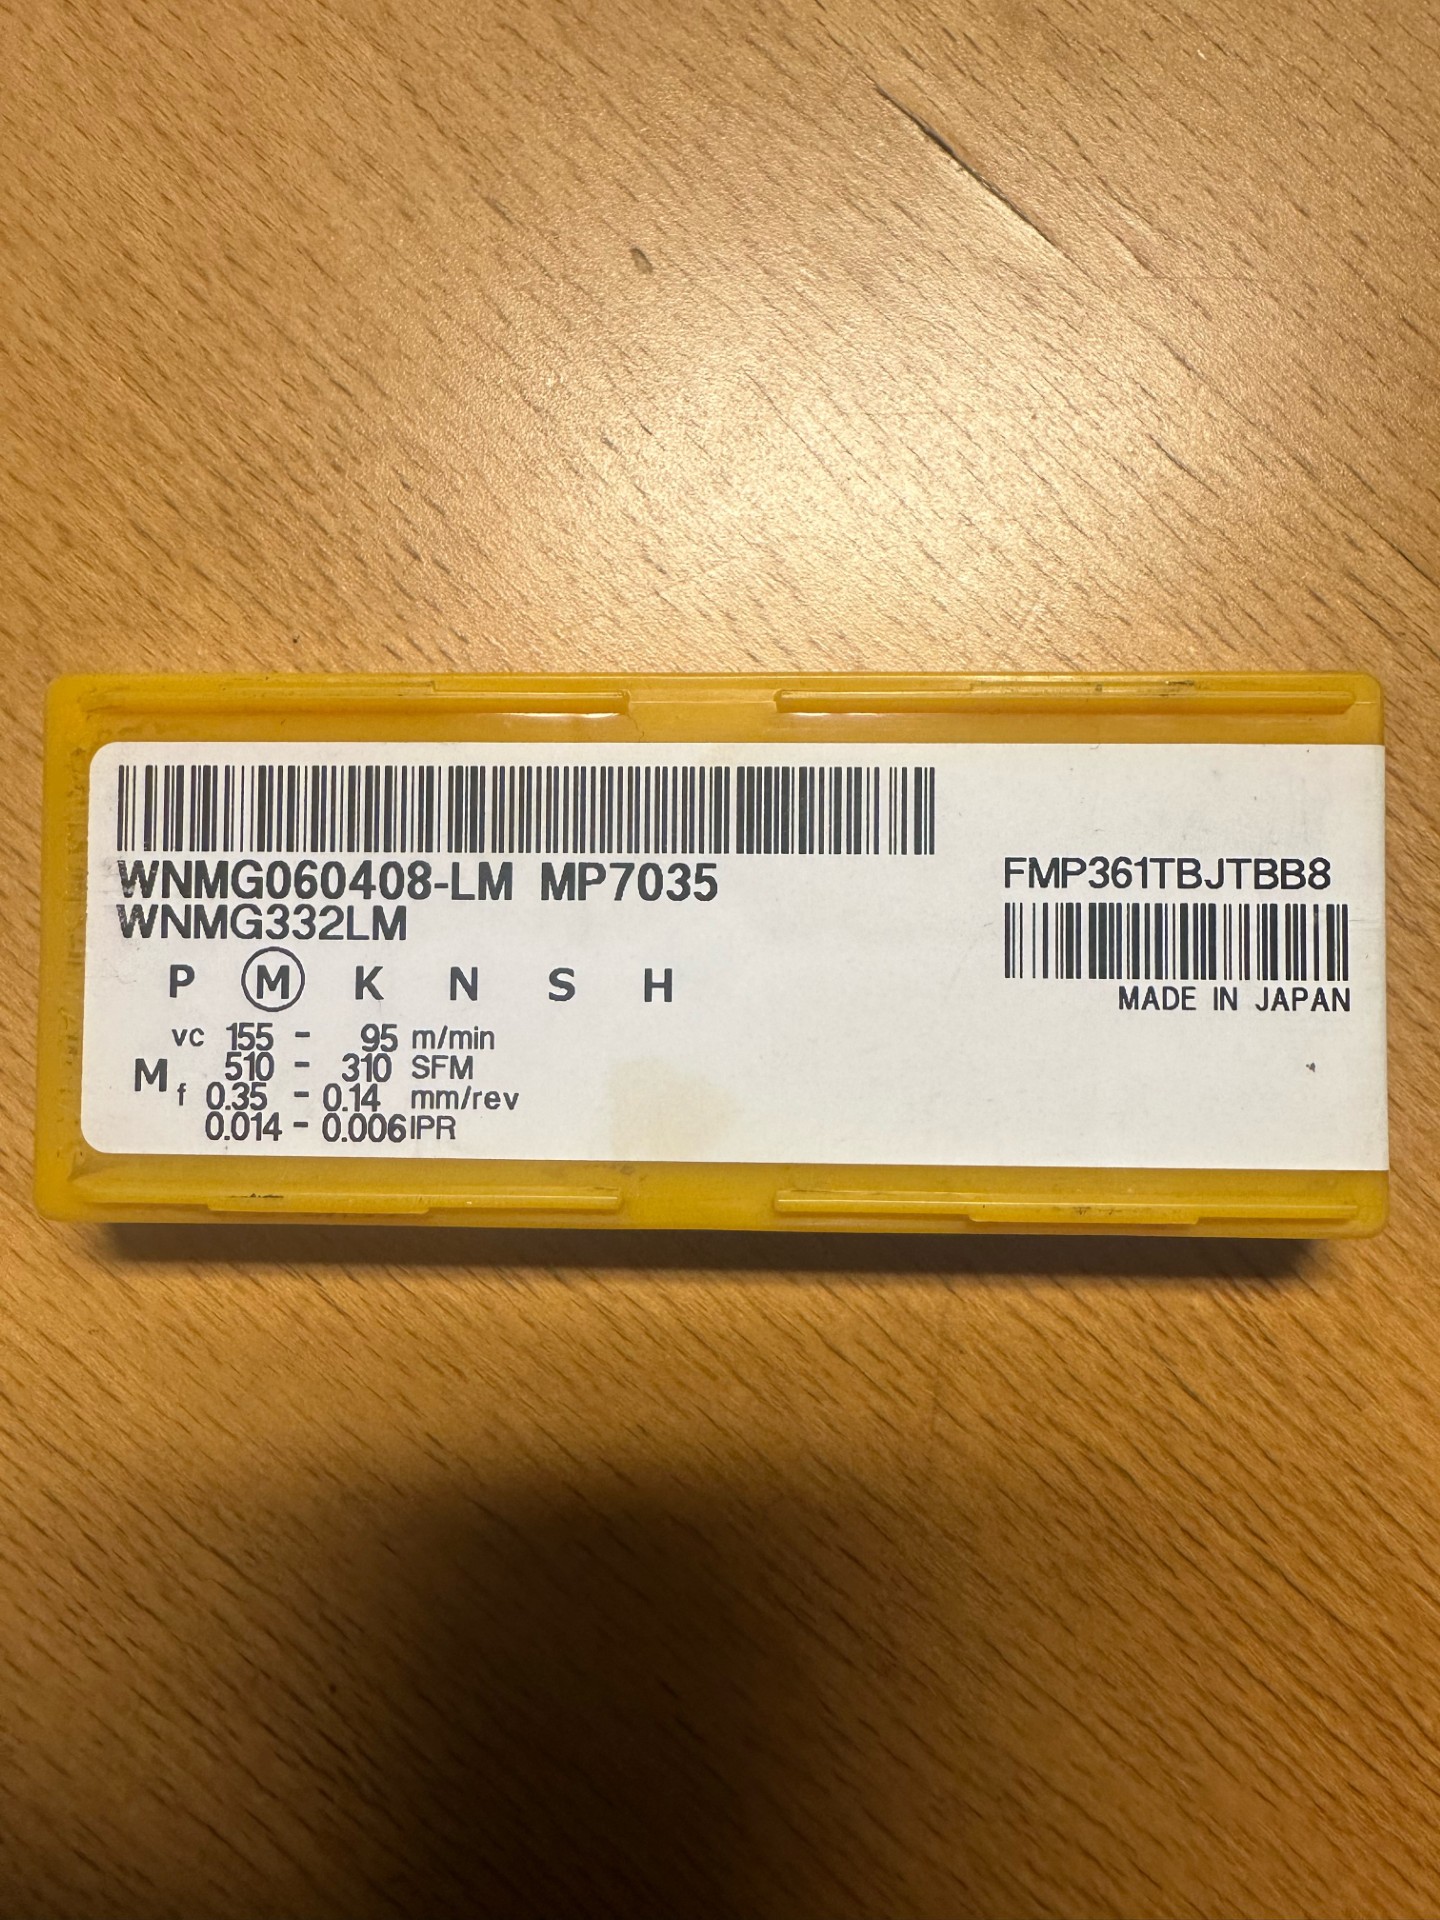 WNMG060408-LM MP7035
WNMG332LM
P M K N S H
M
vc 155 - 95 m/min
510 - 310 SFM
f 0.35 - 0.14 mm/rev
0.014 - 0.006 IPR
FMP361TBJTBB8
MADE IN JAPAN